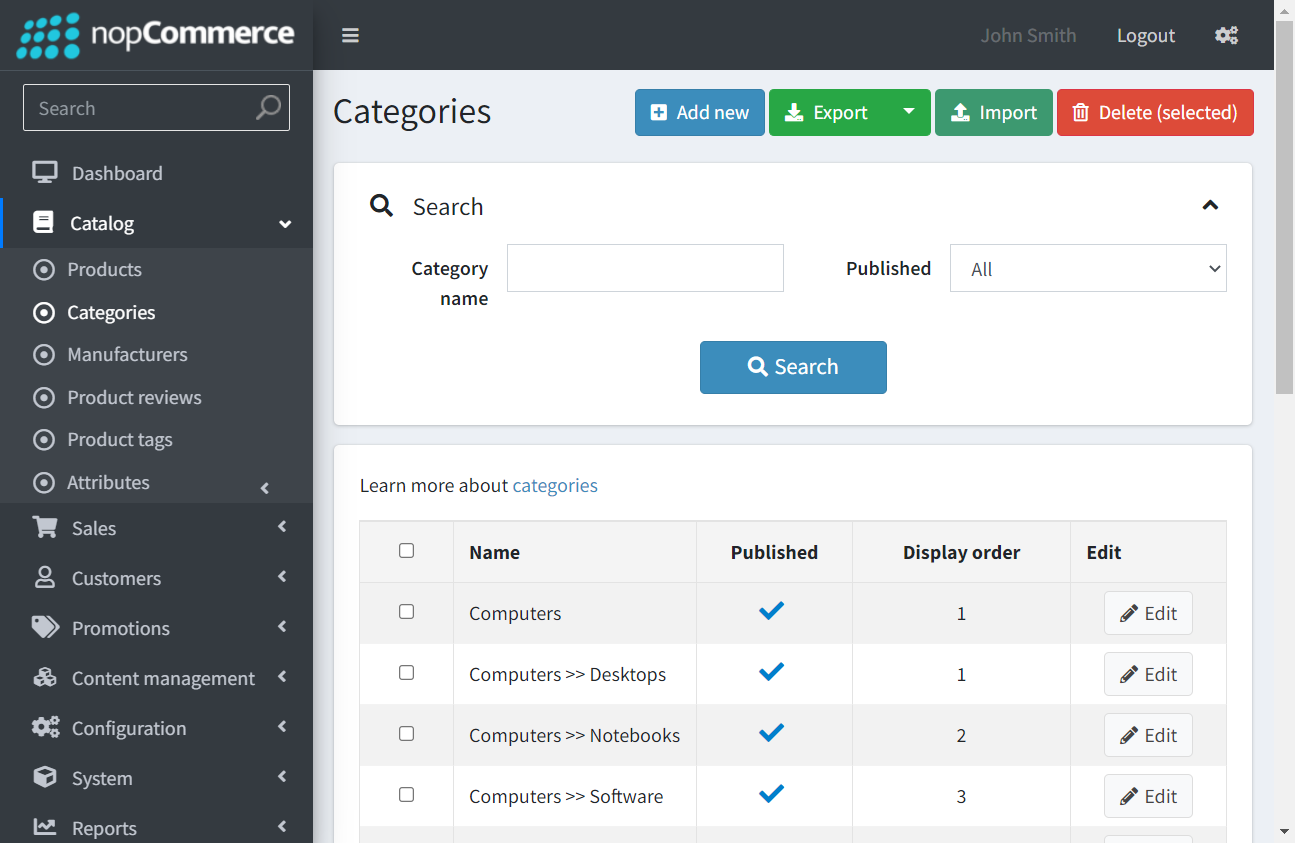 nopCommerce
John Smith
Logout
Search
Dashboard
Catalog
Products
Categories
Manufacturers
Product reviews
Product tags
Attributes
Sales
Customers
Promotions
Content management
Configuration
System
Reports
Categories
Add new
Export
Import
Delete (selected)
Search
Category name
Published
All
Search
Learn more about categories
Name Published Display order Edit
Computers 1 Edit
Computers >> Desktops 1 Edit
Computers >> Notebooks 2 Edit
Computers >> Software 3 Edit